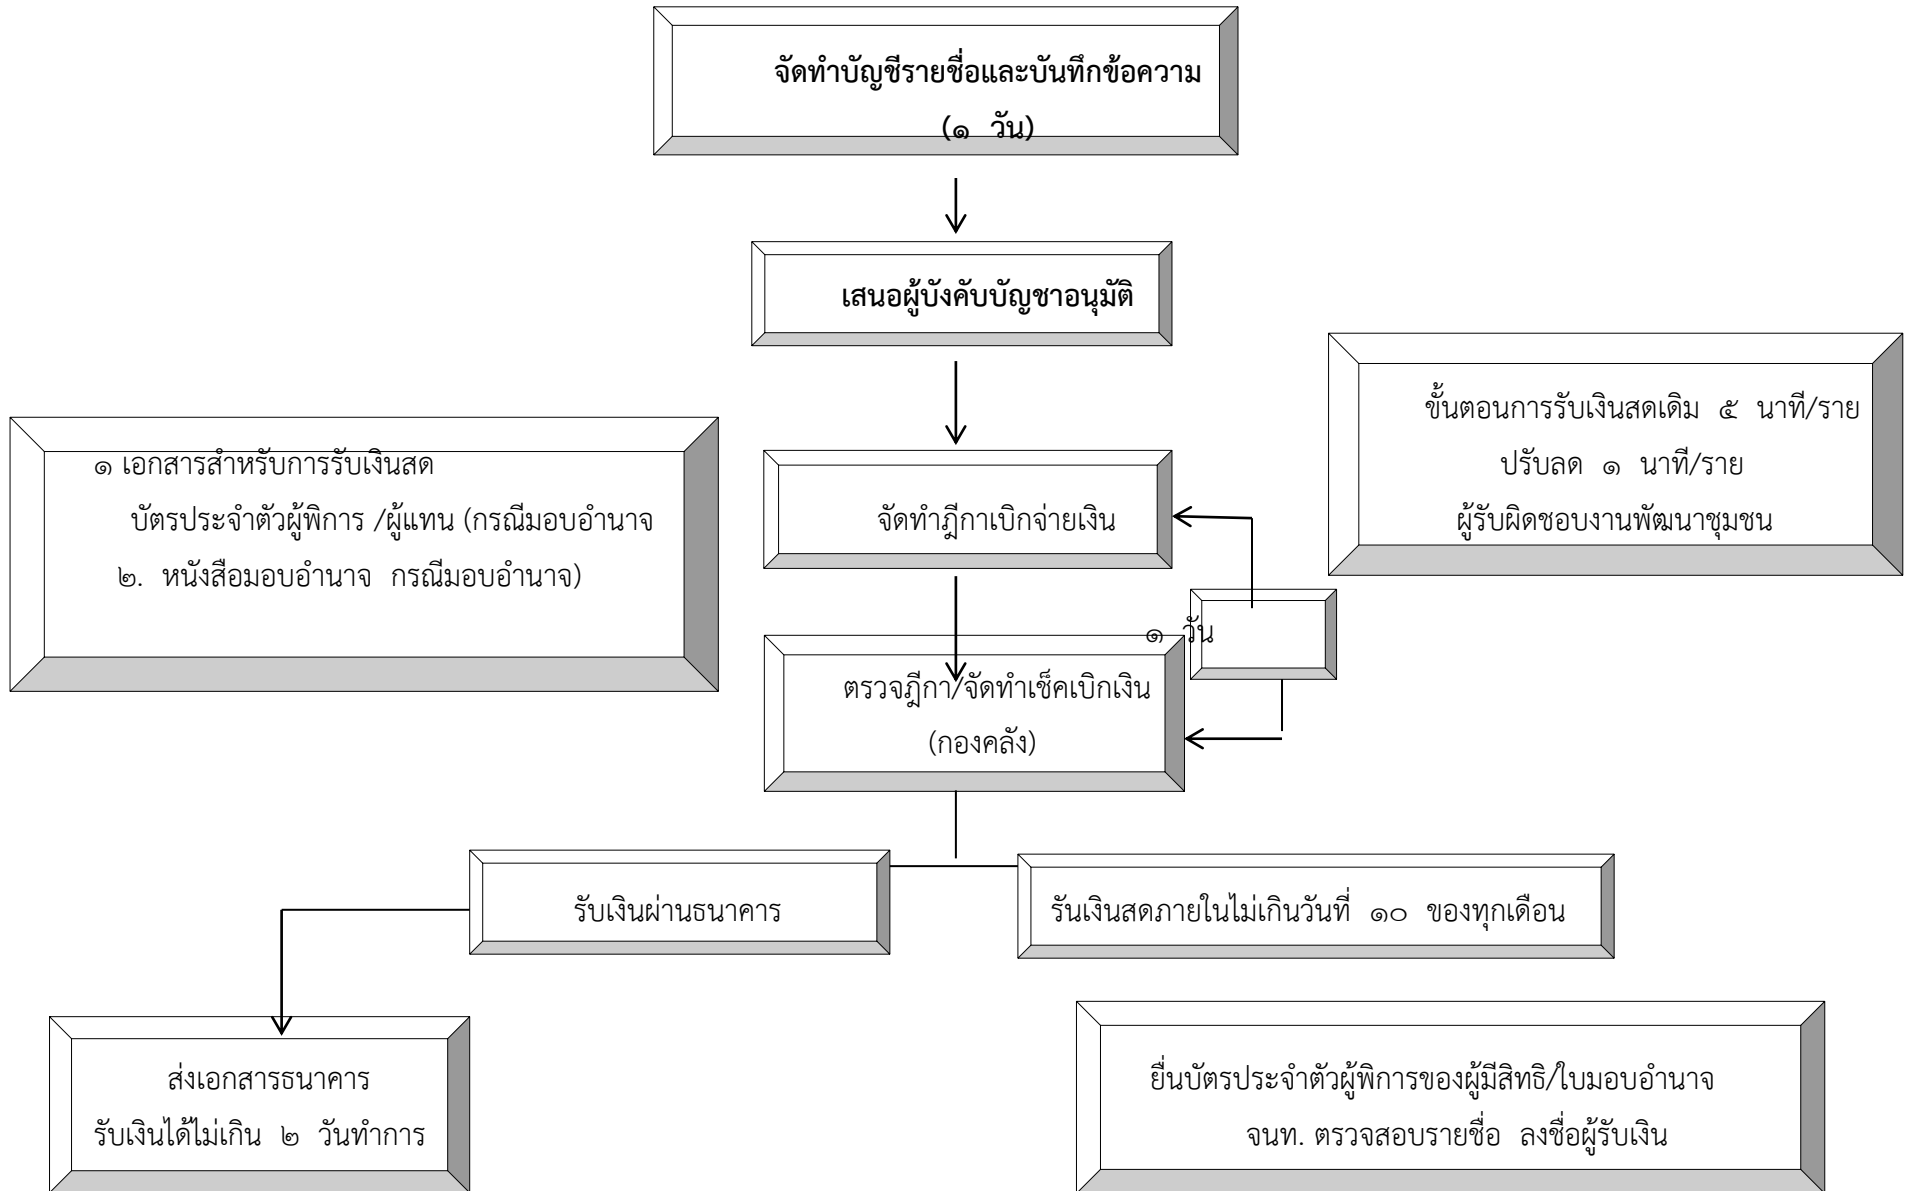 จัดทำบัญชีรายชื่อและบันทึกข้อความ
(๑ วัน)
เสนอผู้บังคับบัญชาอนุมัติ
ขั้นตอนการรับเงินสดเดิม ๕ นาที/ราย
ปรับลด ๑ นาที/ราย
ผู้รับผิดชอบงานพัฒนาชุมชน
๑ เอกสารสำหรับการรับเงินสด
บัตรประจำตัวผู้พิการ /ผู้แทน (กรณีมอบอำนาจ
๒. หนังสือมอบอำนาจ กรณีมอบอำนาจ)
จัดทำฎีกาเบิกจ่ายเงิน
๑ วัน
ตรวจฎีกา/จัดทำเช็คเบิกเงิน
(กองคลัง)
รับเงินผ่านธนาคาร
รันเงินสดภายในไม่เกินวันที่ ๑๐ ของทุกเดือน
ส่งเอกสารธนาคาร
รับเงินได้ไม่เกิน ๒ วันทำการ
ยื่นบัตรประจำตัวผู้พิการของผู้มีสิทธิ/ใบมอบอำนาจ
จนท. ตรวจสอบรายชื่อ ลงชื่อผู้รับเงิน